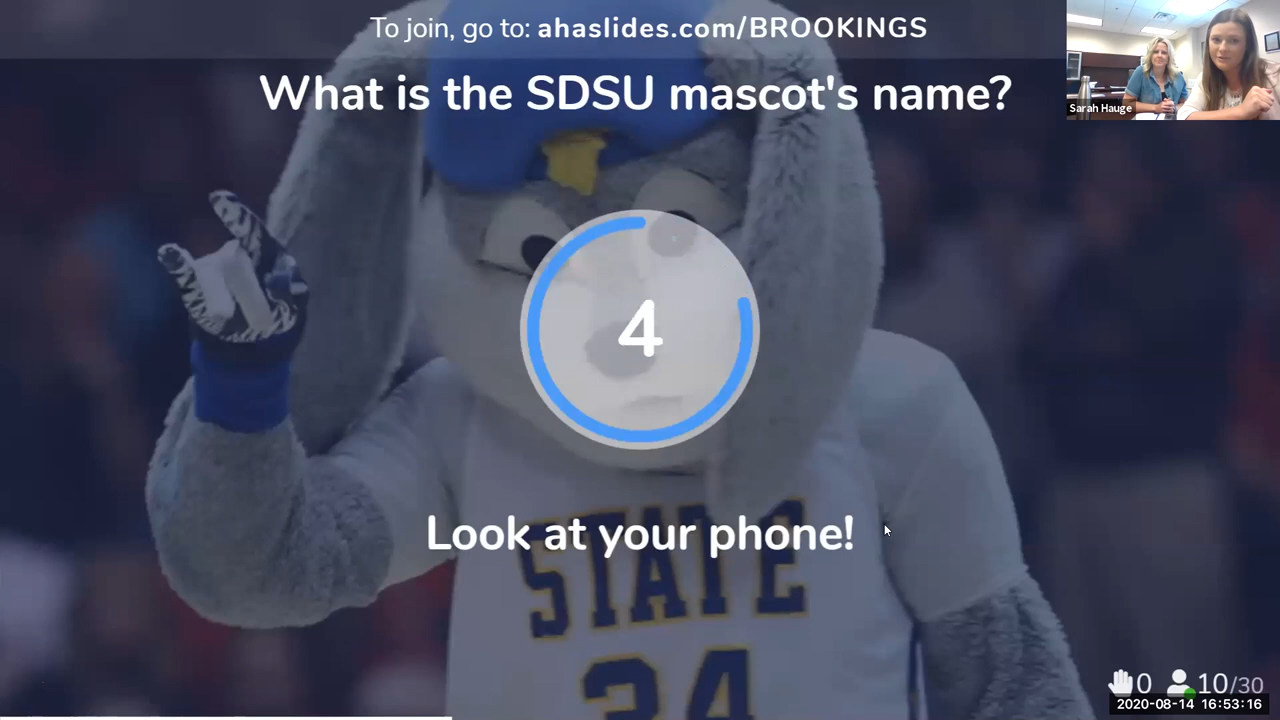 To join, go to: ahaslides.com/BROOKINGS
What is the SDSU mascot's name?
Sarah Hauge
4
Look at your phone!
STATE
34
0 10/30
2020-08-14 16:53:16